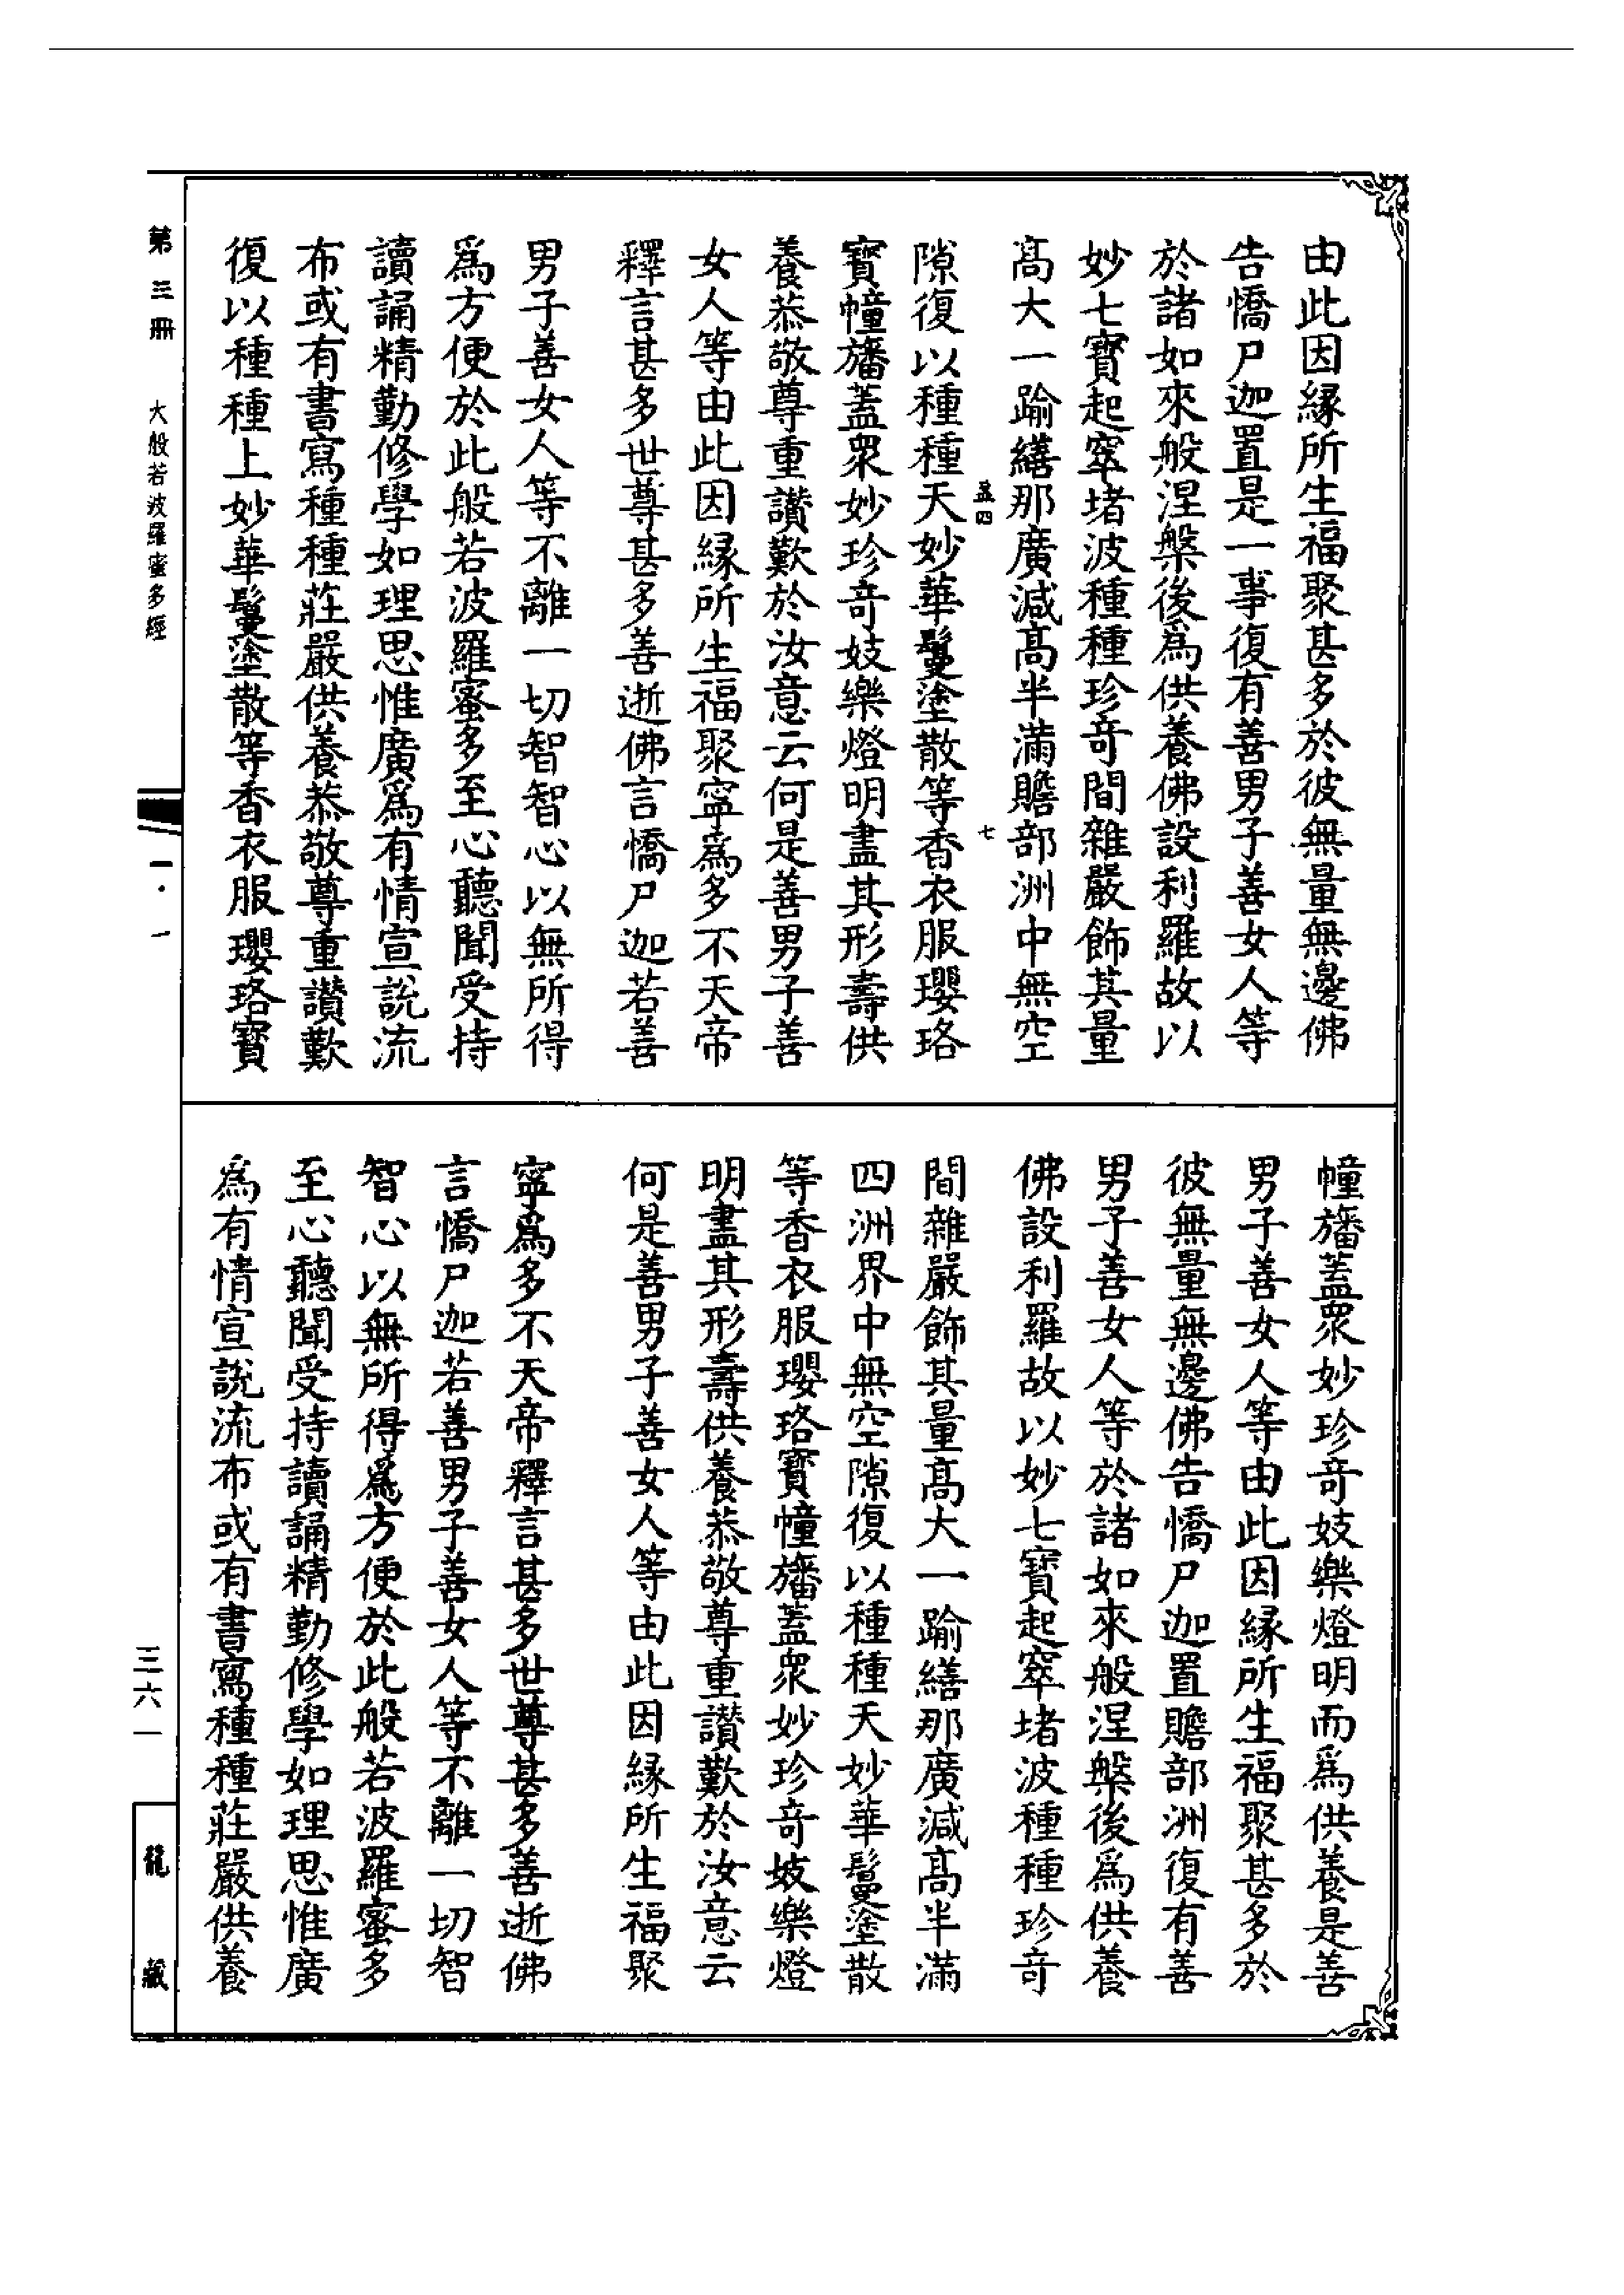 由此因緣所生福聚甚多於彼無量無邊佛
告憍尸迦置是一事復有善男子善女人等
於諸如來般涅槃後爲供養佛設利羅故以
妙七寶起窣堵波種種珍奇間雜嚴飾其量
高大一踰繕那廣減高半滿贍部洲中無空
孟四 七
隙復以種種天妙華鬘塗散等香衣服瓔珞
寶幢旛蓋衆妙珍奇妓樂燈明盡其形壽供
養恭敬尊重讚歎於汝意云何是善男子善
女人等由此因緣所生福聚寧爲多不天帝
釋言甚多世尊甚多善逝佛言憍尸迦若善
男子善女人等不離一切智智心以無所得
爲方便於此般若波羅蜜多至心聽聞受持
讀誦精勤修學如理思惟廣爲有情宣說流
布或有書寫種種莊嚴供養恭敬尊重讚歎
復以種種上妙華鬘塗散等香衣服瓔珞寶
幢旛蓋衆妙珍奇妓樂燈明而爲供養是善
男子善女人等由此因緣所生福聚甚多於
彼無量無邊佛告憍尸迦置贍部洲復有善
男子善女人等於諸如來般涅槃後爲供養
佛設利羅故以妙七寶起窣堵波種種珍奇
間雜嚴飾其量高大一踰繕那廣減高半滿
四洲界中無空隙復以種種天妙華鬘塗散
等香衣服瓔珞寶幢旛蓋衆妙珍奇妓樂燈
明盡其形壽供養恭敬尊重讚歎於汝意云
何是善男子善女人等由此因緣所生福聚
寧爲多不天帝釋言甚多世尊甚多善逝佛
言憍尸迦若善男子善女人等不離一切智
智心以無所得爲方便於此般若波羅蜜多
至心聽聞受持讀誦精勤修學如理思惟廣
爲有情宣說流布或有書寫種種莊嚴供養
第三冊 大般若波羅蜜多經 一·一
三六一
龍藏